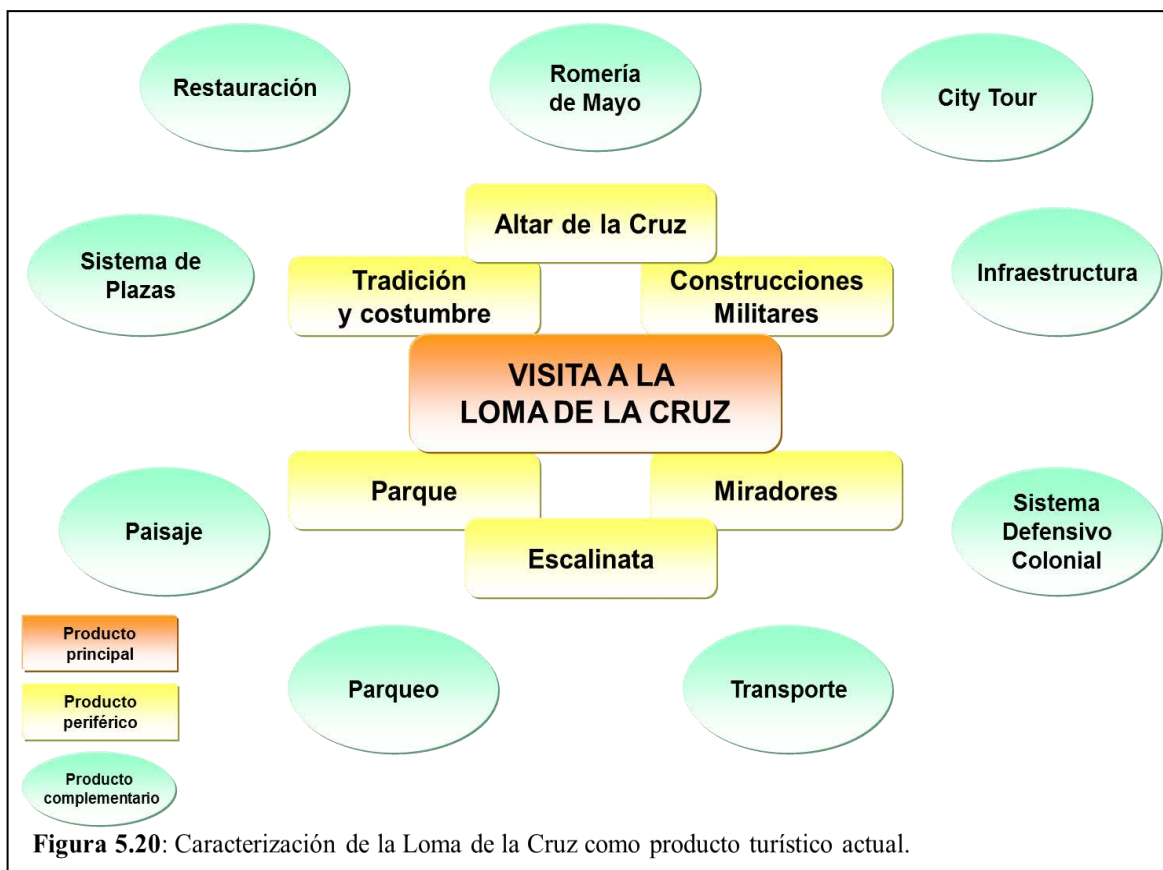 Restauración
Romería
de Mayo
City Tour
Altar de la Cruz
Sistema de
Plazas
Tradición
y costumbre
Construcciones
Militares
Infraestructura
VISITA A LA
LOMA DE LA CRUZ
Parque
Miradores
Paisaje
Escalinata
Sistema
Defensivo
Colonial
Producto
principal
Parqueo
Transporte
Producto
periférico
Producto
complementario
Figura 5.20: Caracterización de la Loma de la Cruz como producto turístico actual.